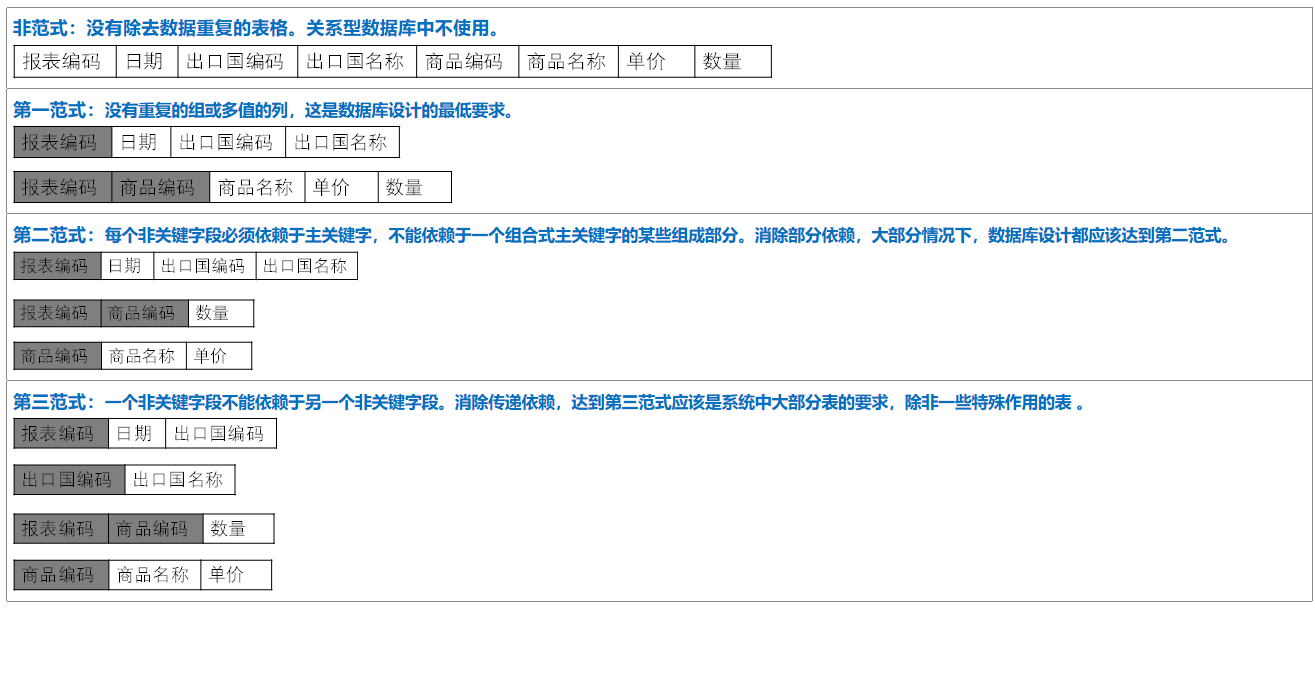 非范式：没有除去数据重复的表格。关系型数据库中不使用。
报表编码 日期 出口国编码 出口国名称 商品编码 商品名称 单价 数量
第一范式：没有重复的组或多值的列，这是数据库设计的最低要求。
报表编码 日期 出口国编码 出口国名称
报表编码 商品编码 商品名称 单价 数量
第二范式：每个非关键字段必须依赖于主关键字，不能依赖于一个组合式主关键字的某些组成部分。消除部分依赖，大部分情况下，数据库设计都应该达到第二范式。
报表编码 日期 出口国编码 出口国名称
报表编码 商品编码 数量
商品编码 商品名称 单价
第三范式：一个非关键字段不能依赖于另一个非关键字段。消除传递依赖，达到第三范式应该是系统中大部分表的要求，除非一些特殊作用的表 。
报表编码 日期 出口国编码
出口国编码 出口国名称
报表编码 商品编码 数量
商品编码 商品名称 单价